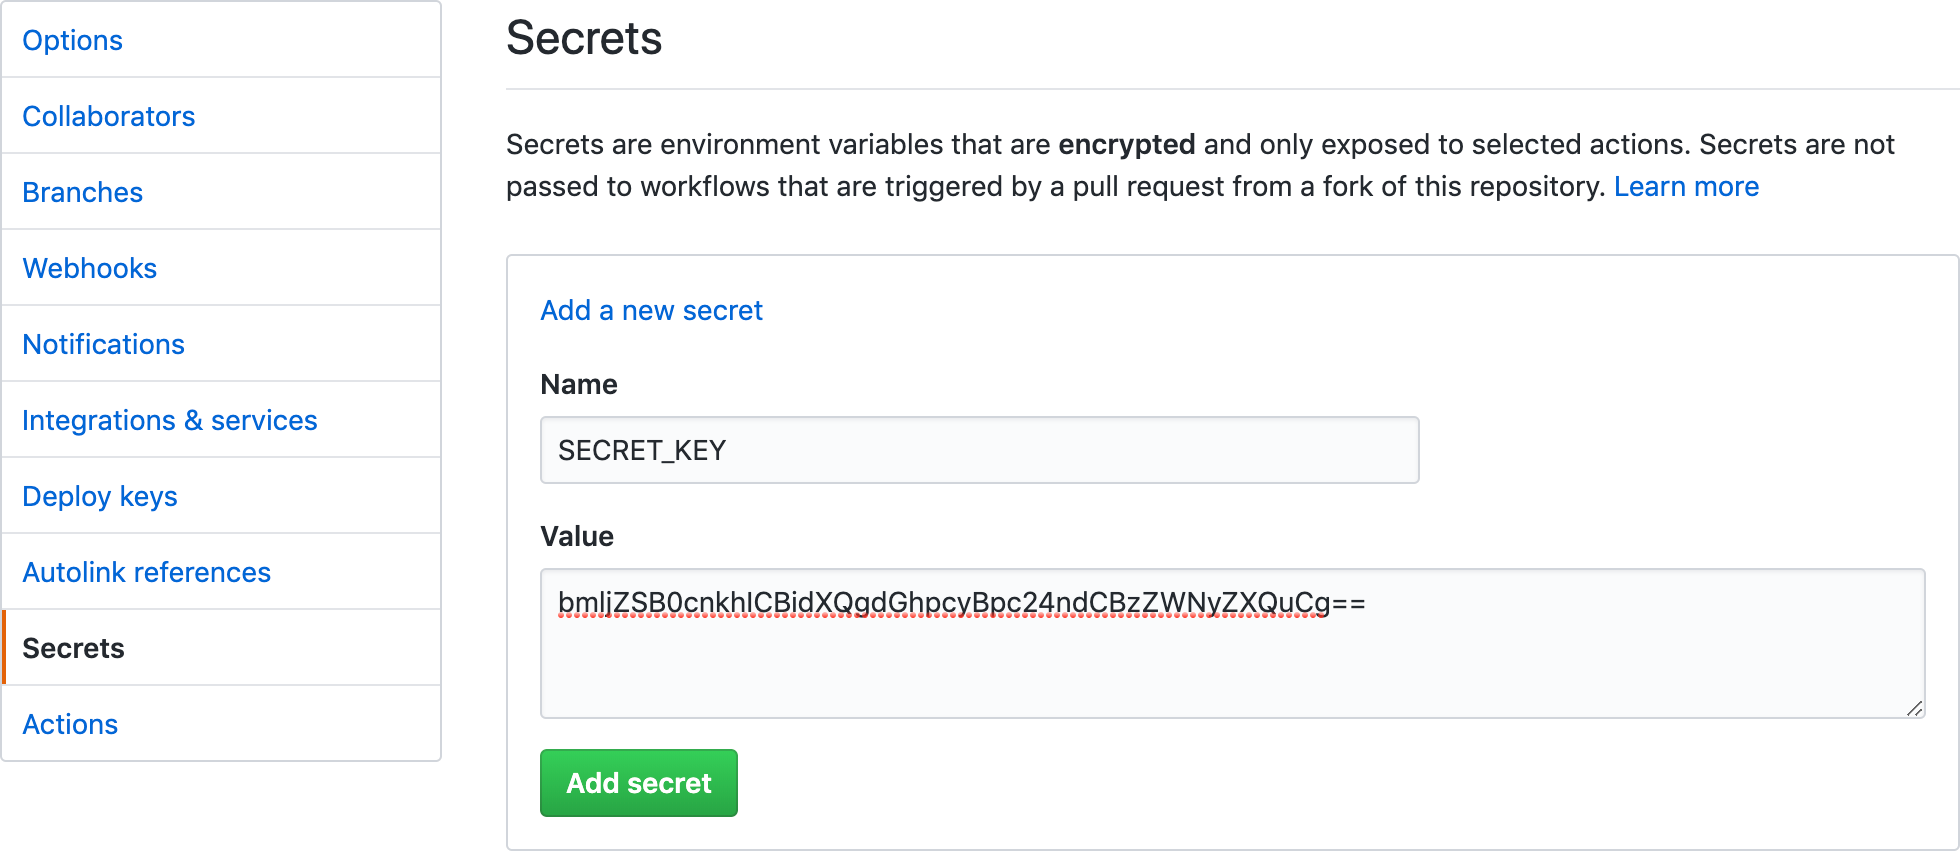 Options
Collaborators
Branches
Webhooks
Notifications
Integrations & services
Deploy keys
Autolink references
Secrets
Actions
Secrets
Secrets are environment variables that are encrypted and only exposed to selected actions. Secrets are not
passed to workflows that are triggered by a pull request from a fork of this repository. Learn more
Add a new secret
Name
SECRET_KEY
Value
bmljZSB0cnkhICBidXQgdGhpcyBpc24ndCBzZWNyZXQuCg==
Add secret